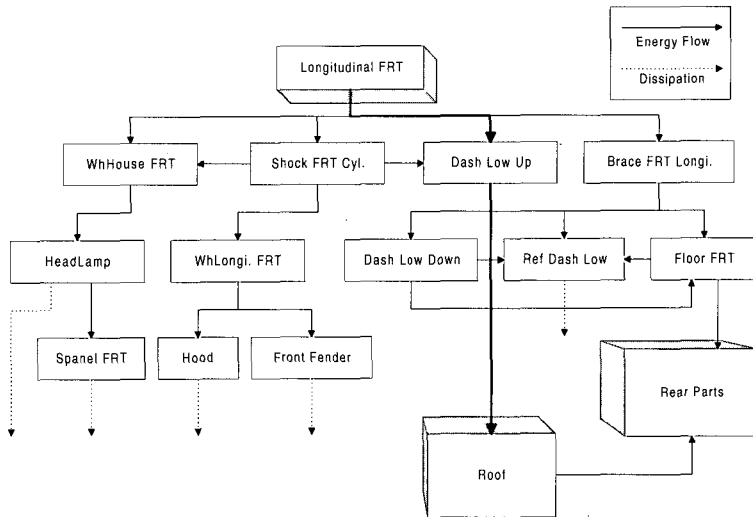 Longitudinal FRT
Energy Flow
Dissipation
WhHouse FRT
Shock FRT Cyl.
Dash Low Up
Brace FRT Longi.
HeadLamp
WhLongi. FRT
Dash Low Down
Ref Dash Low
Floor FRT
Spanel FRT
Hood
Front Fender
Rear Parts
Roof